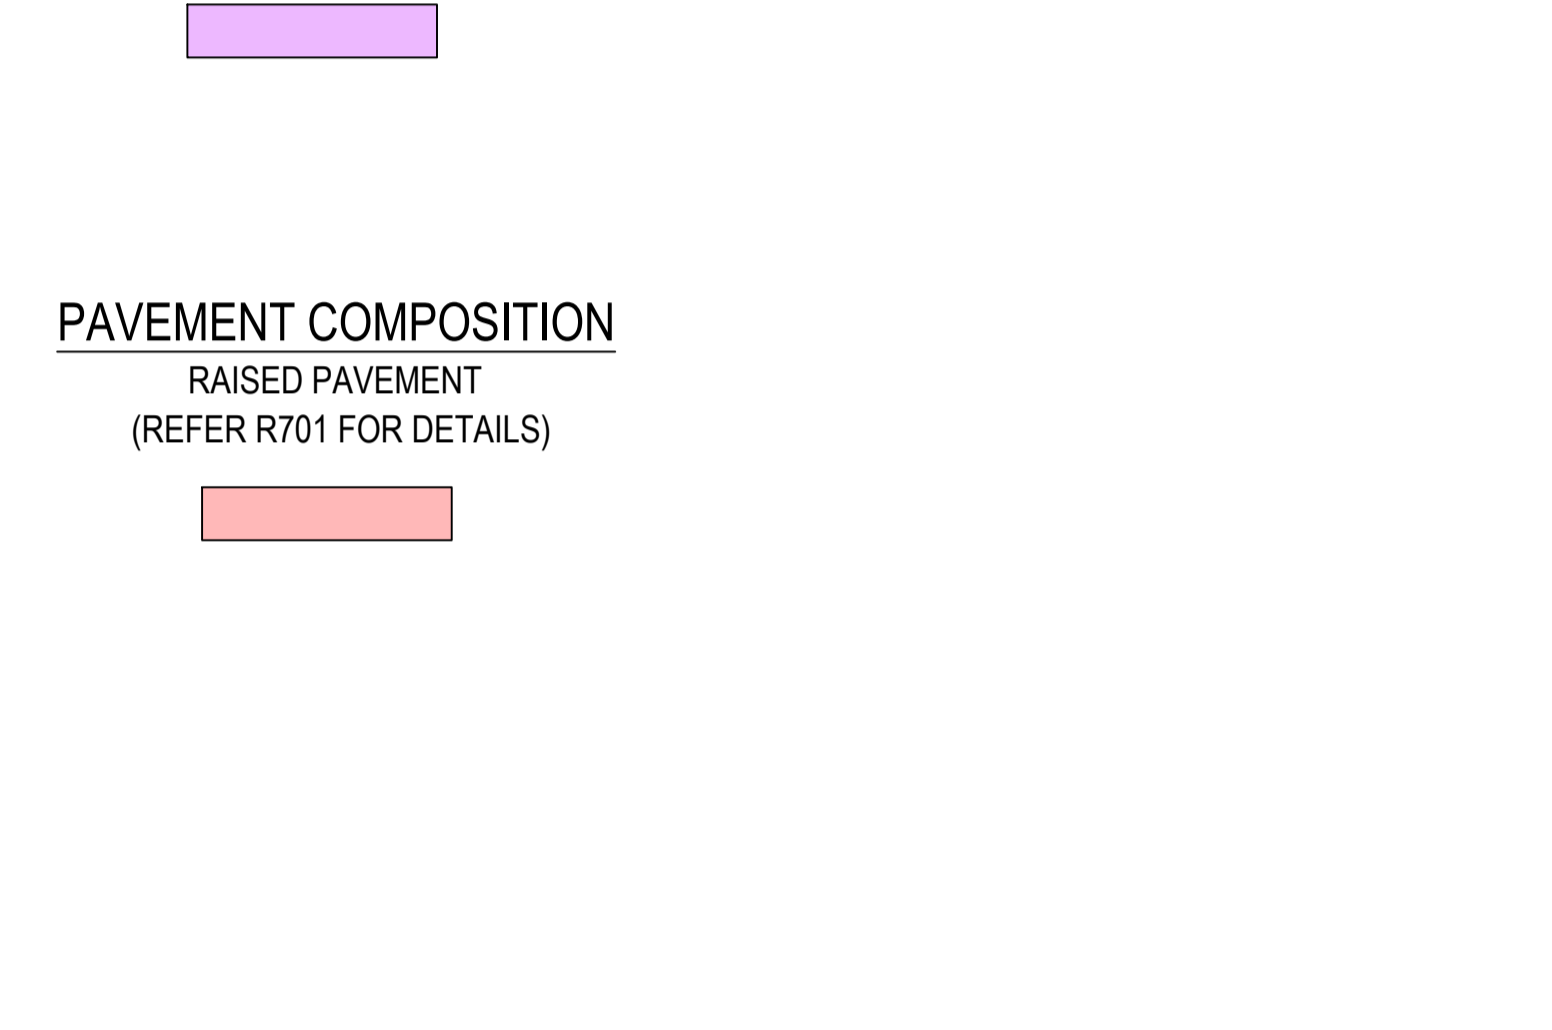 PAVEMENT COMPOSITION
RAISED PAVEMENT
(REFER R701 FOR DETAILS)